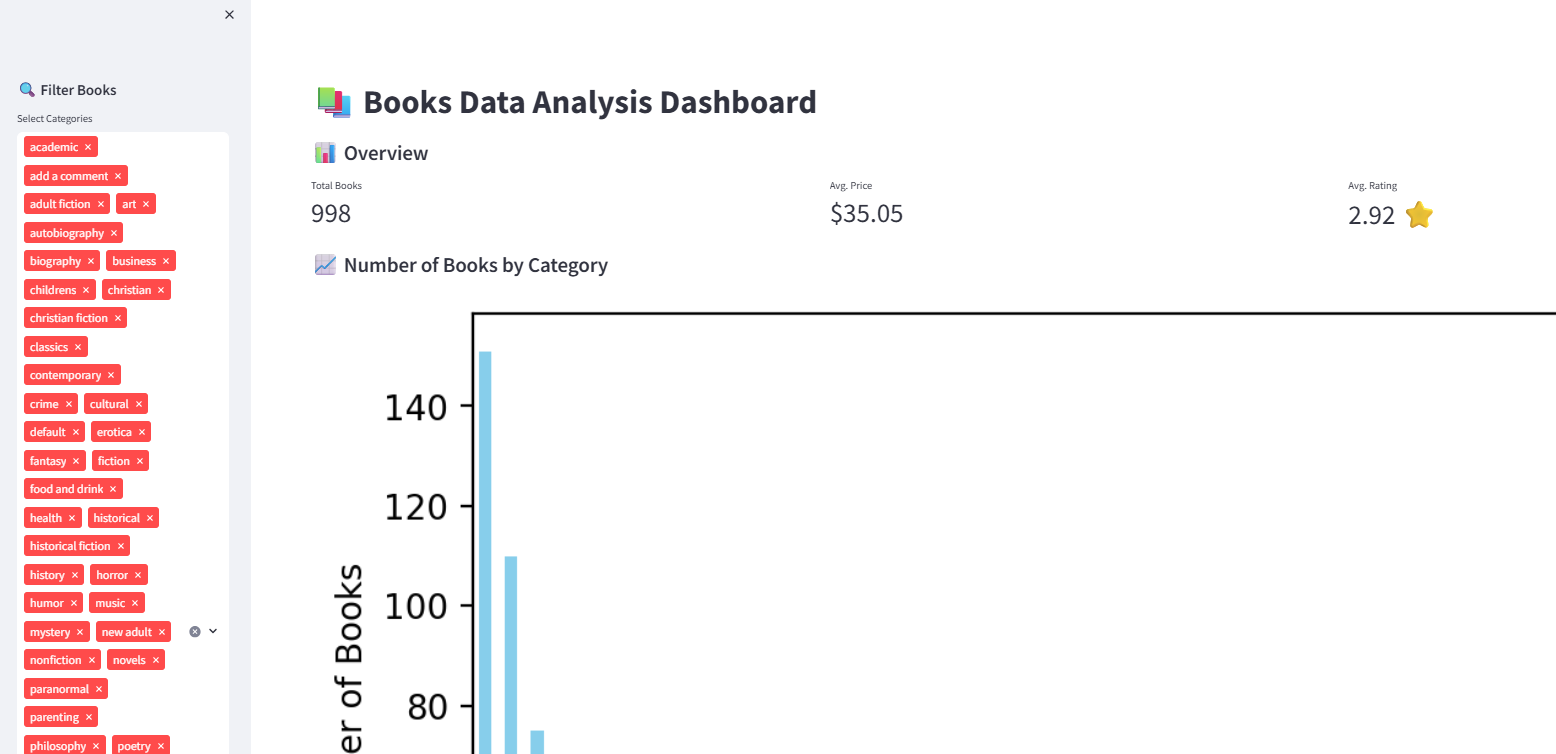 Filter Books
Select Categories
academic ×
add a comment ×
adult fiction × art ×
autobiography ×
biography × business ×
childrens × christian ×
christian fiction ×
classics ×
contemporary ×
crime × cultural ×
default × erotica ×
fantasy × fiction ×
food and drink ×
health × historical ×
historical fiction ×
history × horror ×
humor × music ×
mystery × new adult ×
nonfiction × novels ×
paranormal ×
parenting ×
philosophy × poetry ×
Books Data Analysis Dashboard
Overview
Total Books
998
Avg. Price
$35.05
Avg. Rating
2.92
Number of Books by Category
140
120
100
80
er of Books